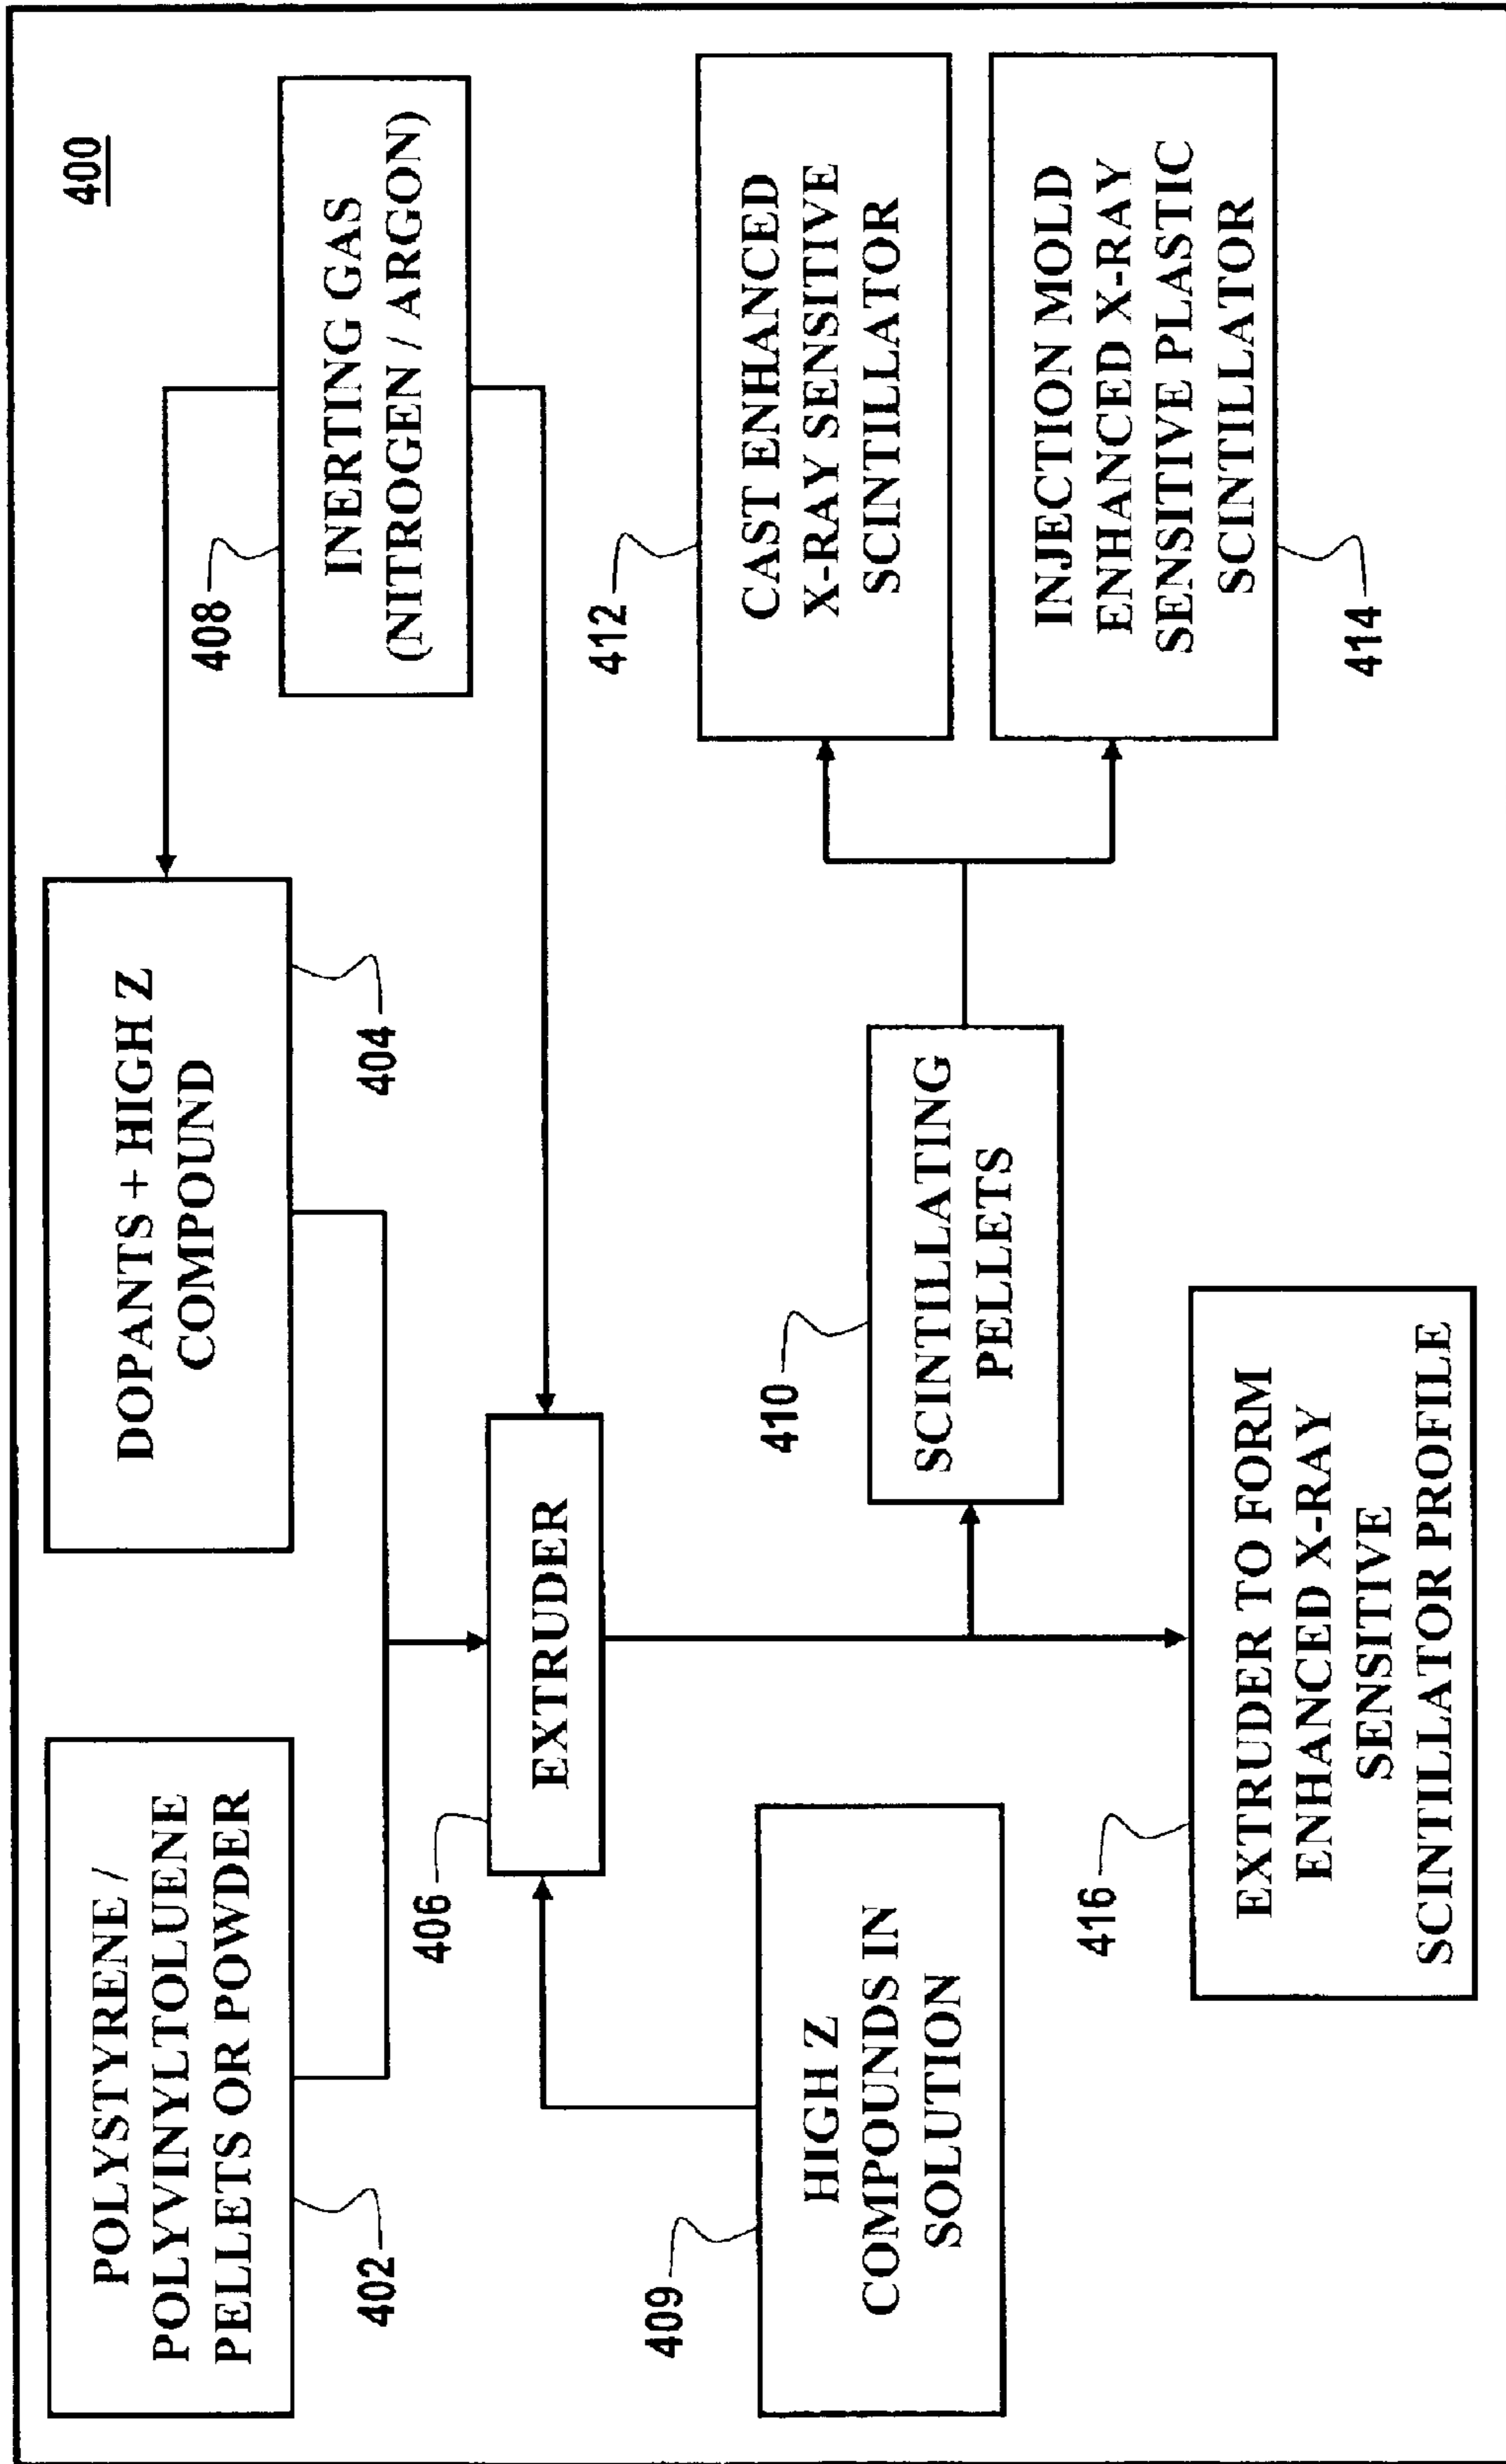 400
POLYSTYRENE /
POLYVINYLTOLUENE
PELLETS OR POWDER
402
DOPANTS + HIGH Z
COMPOUND
404
INERTING GAS
(NITROGEN / ARGON)
408
EXTRUDER
406
HIGH Z
COMPOUNDS IN
SOLUTION
409
SCINTILLATING
PELLETS
410
CAST ENHANCED
X-RAY SENSITIVE
SCINTILLATOR
412
INJECTION MOLD
ENHANCED X-RAY
SENSITIVE PLASTIC
SCINTILLATOR
414
EXTRUDER TO FORM
ENHANCED X-RAY
SENSITIVE
SCINTILLATOR PROFILE
416